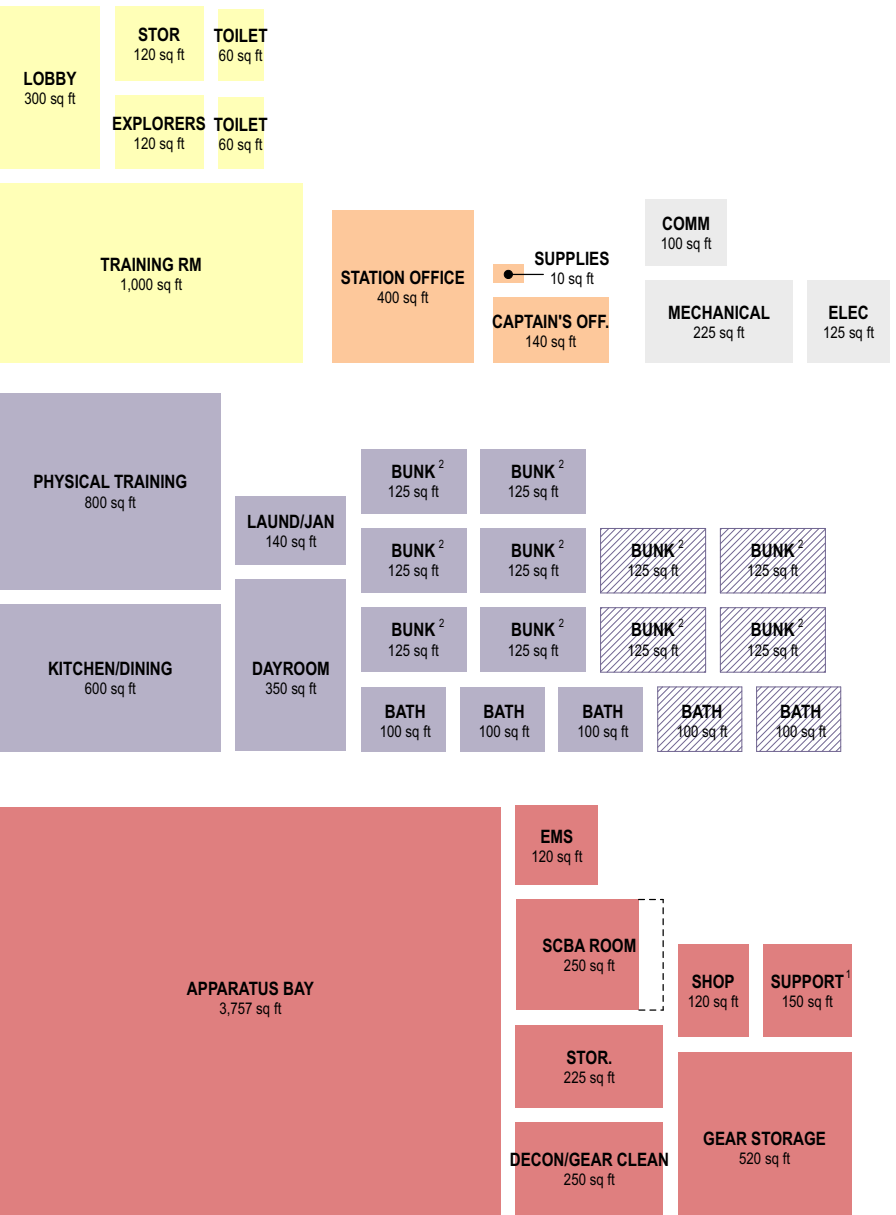 LOBBY
300 sq ft
STOR
120 sq ft
TOILET
60 sq ft
EXPLORERS
120 sq ft
TOILET
60 sq ft
TRAINING RM
1,000 sq ft
STATION OFFICE
400 sq ft
SUPPLIES
10 sq ft
CAPTAIN'S OFF.
140 sq ft
COMM
100 sq ft
MECHANICAL
225 sq ft
ELEC
125 sq ft
PHYSICAL TRAINING
800 sq ft
LAUND/JAN
140 sq ft
KITCHEN/DINING
600 sq ft
DAYROOM
350 sq ft
BUNK 2
125 sq ft
BUNK 2
125 sq ft
BUNK 2
125 sq ft
BUNK 2
125 sq ft
BUNK 2
125 sq ft
BUNK 2
125 sq ft
BUNK 2
125 sq ft
BUNK 2
125 sq ft
BUNK 2
125 sq ft
BUNK 2
125 sq ft
BATH
100 sq ft
BATH
100 sq ft
BATH
100 sq ft
BATH
100 sq ft
BATH
100 sq ft
APPARATUS BAY
3,757 sq ft
EMS
120 sq ft
SCBA ROOM
250 sq ft
STOR.
225 sq ft
DECON/GEAR CLEAN
250 sq ft
SHOP
120 sq ft
SUPPORT 1
150 sq ft
GEAR STORAGE
520 sq ft